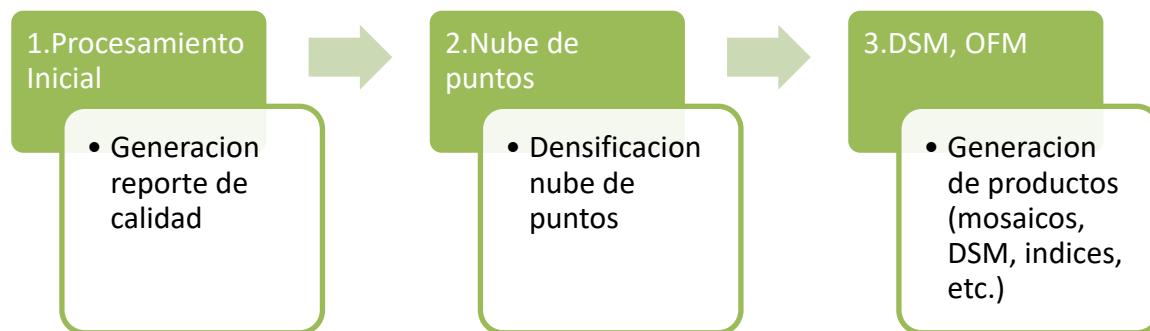 1.Procesamiento
Inicial
• Generacion
reporte de
calidad
2.Nube de
puntos
• Densificacion
nube de
puntos
3.DSM, OFM
• Generacion
de productos
(mosaicos,
DSM, indices,
etc.)